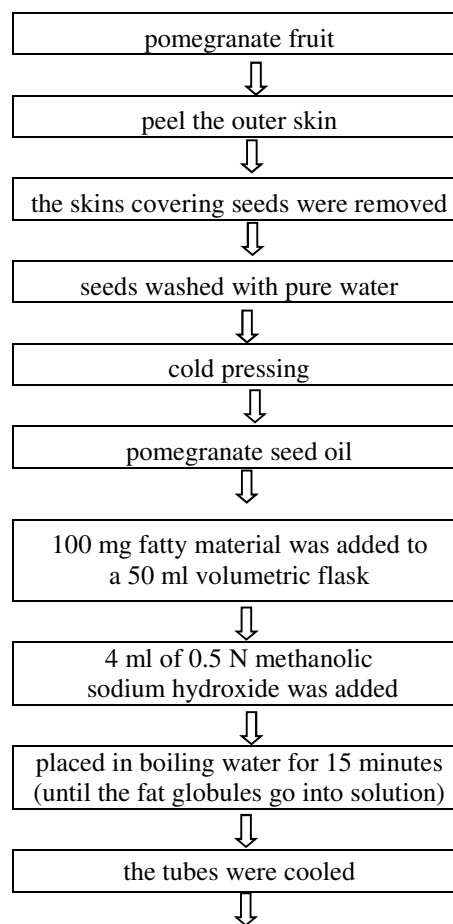 pomegranate fruit
peel the outer skin
the skins covering seeds were removed
seeds washed with pure water
cold pressing
pomegranate seed oil
100 mg fatty material was added to
a 50 ml volumetric flask
4 ml of 0.5 N methanolic
sodium hydroxide was added
placed in boiling water for 15 minutes
(until the fat globules go into solution)
the tubes were cooled